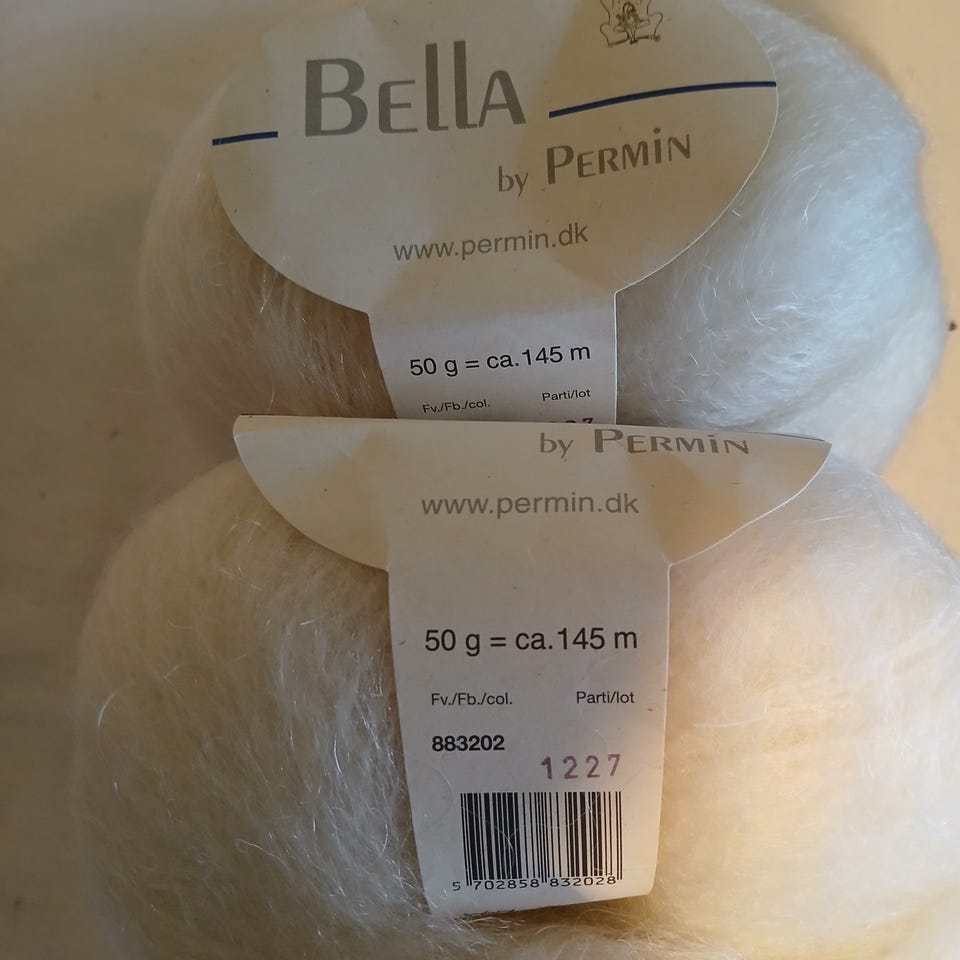 Bella
by Permin
www.permin.dk
50 g = ca.145 m
Fv./Fb./col. Parti/lot
by Permin
www.permin.dk
50 g = ca.145 m
Fv./Fb./col. Parti/lot
883202
1227
5 702858 832028